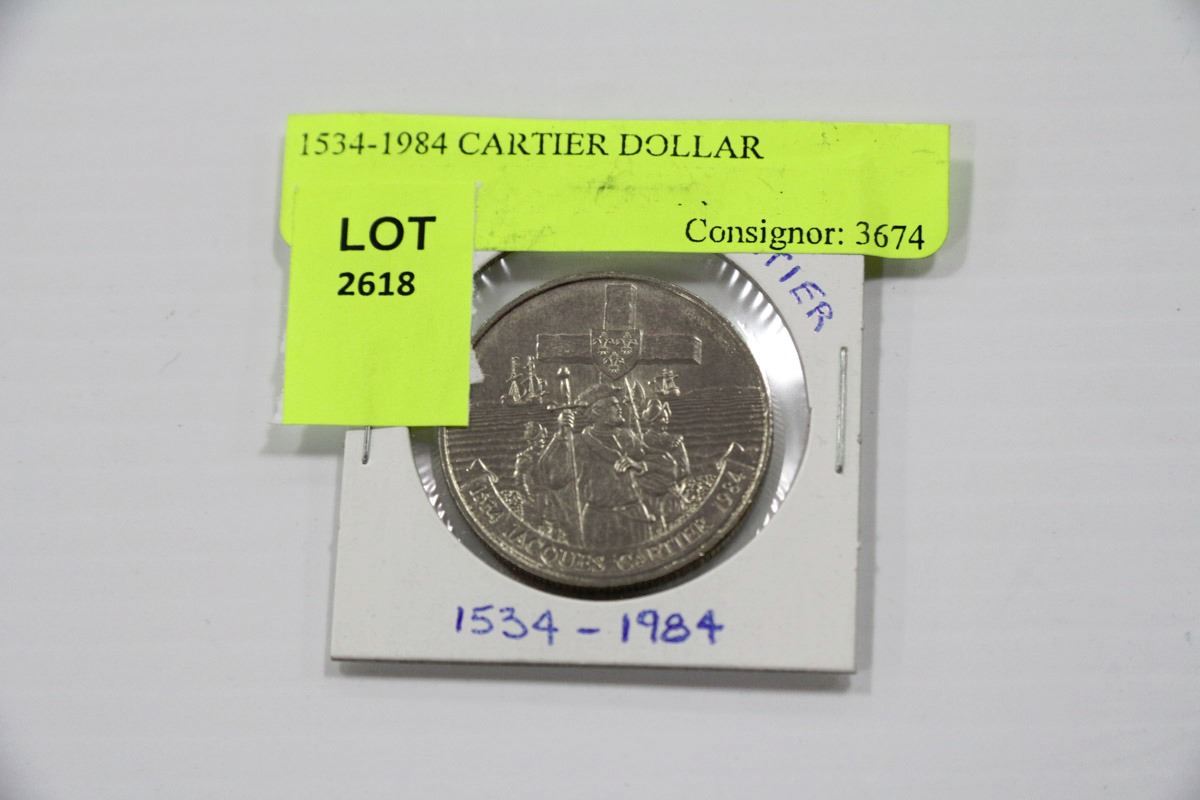 1534-1984 CARTIER DOLLAR
Consignor: 3674
LOT
2618
TIER
1534 JACQUES CARTIER 1984
1534 - 1984